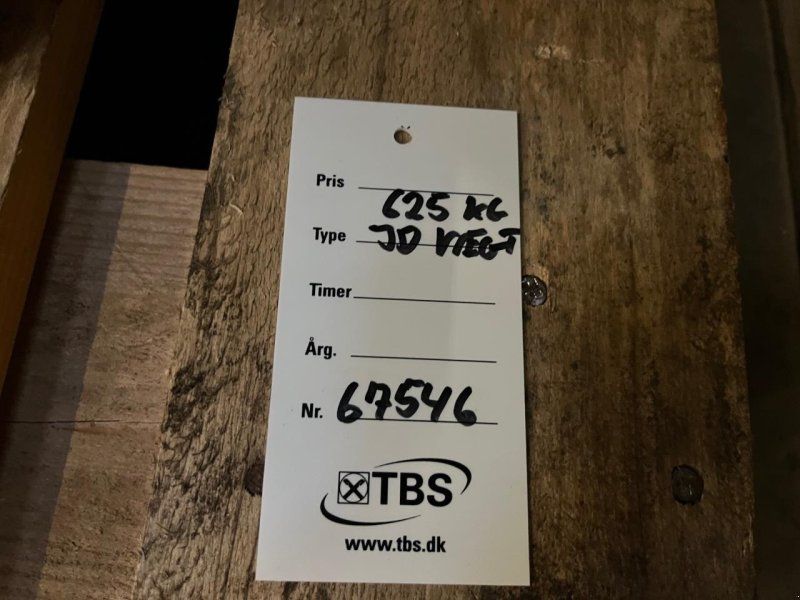 Pris
625 KG
Type JD VÆGT
Timer
Årg.
Nr. 67546
TBS
www.tbs.dk